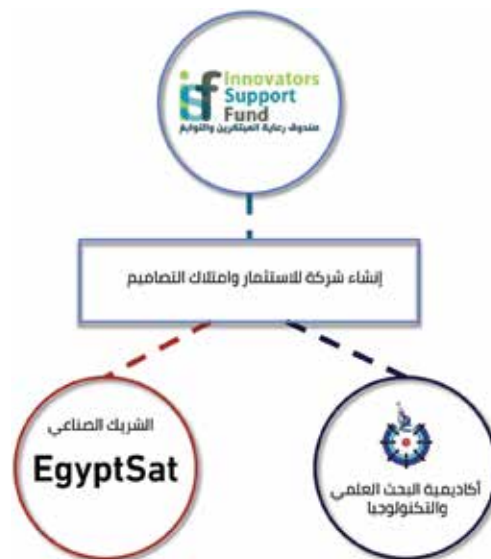 Innovators
Support
Fund
صندوق رعاية المبتكرين والنوابغ
إنشاء شركة للاستثمار وامتلاك التصاميم
الشريك الصناعي
EgyptSat
أكاديمية البحث العلمي
والتكنولوجيا